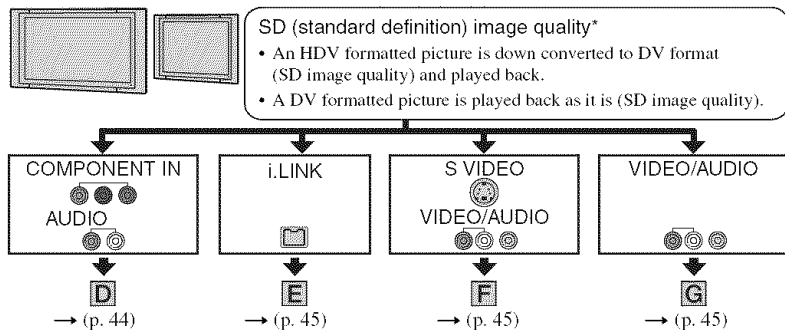 SD (standard definition) image quality*
• An HDV formatted picture is down converted to DV format
(SD image quality) and played back.
• A DV formatted picture is played back as it is (SD image quality).
COMPONENT IN
AUDIO
i.LINK
S VIDEO
VIDEO/AUDIO
VIDEO/AUDIO
D
E
F
G
→ (p. 44)
→ (p. 45)
→ (p. 45)
→ (p. 45)